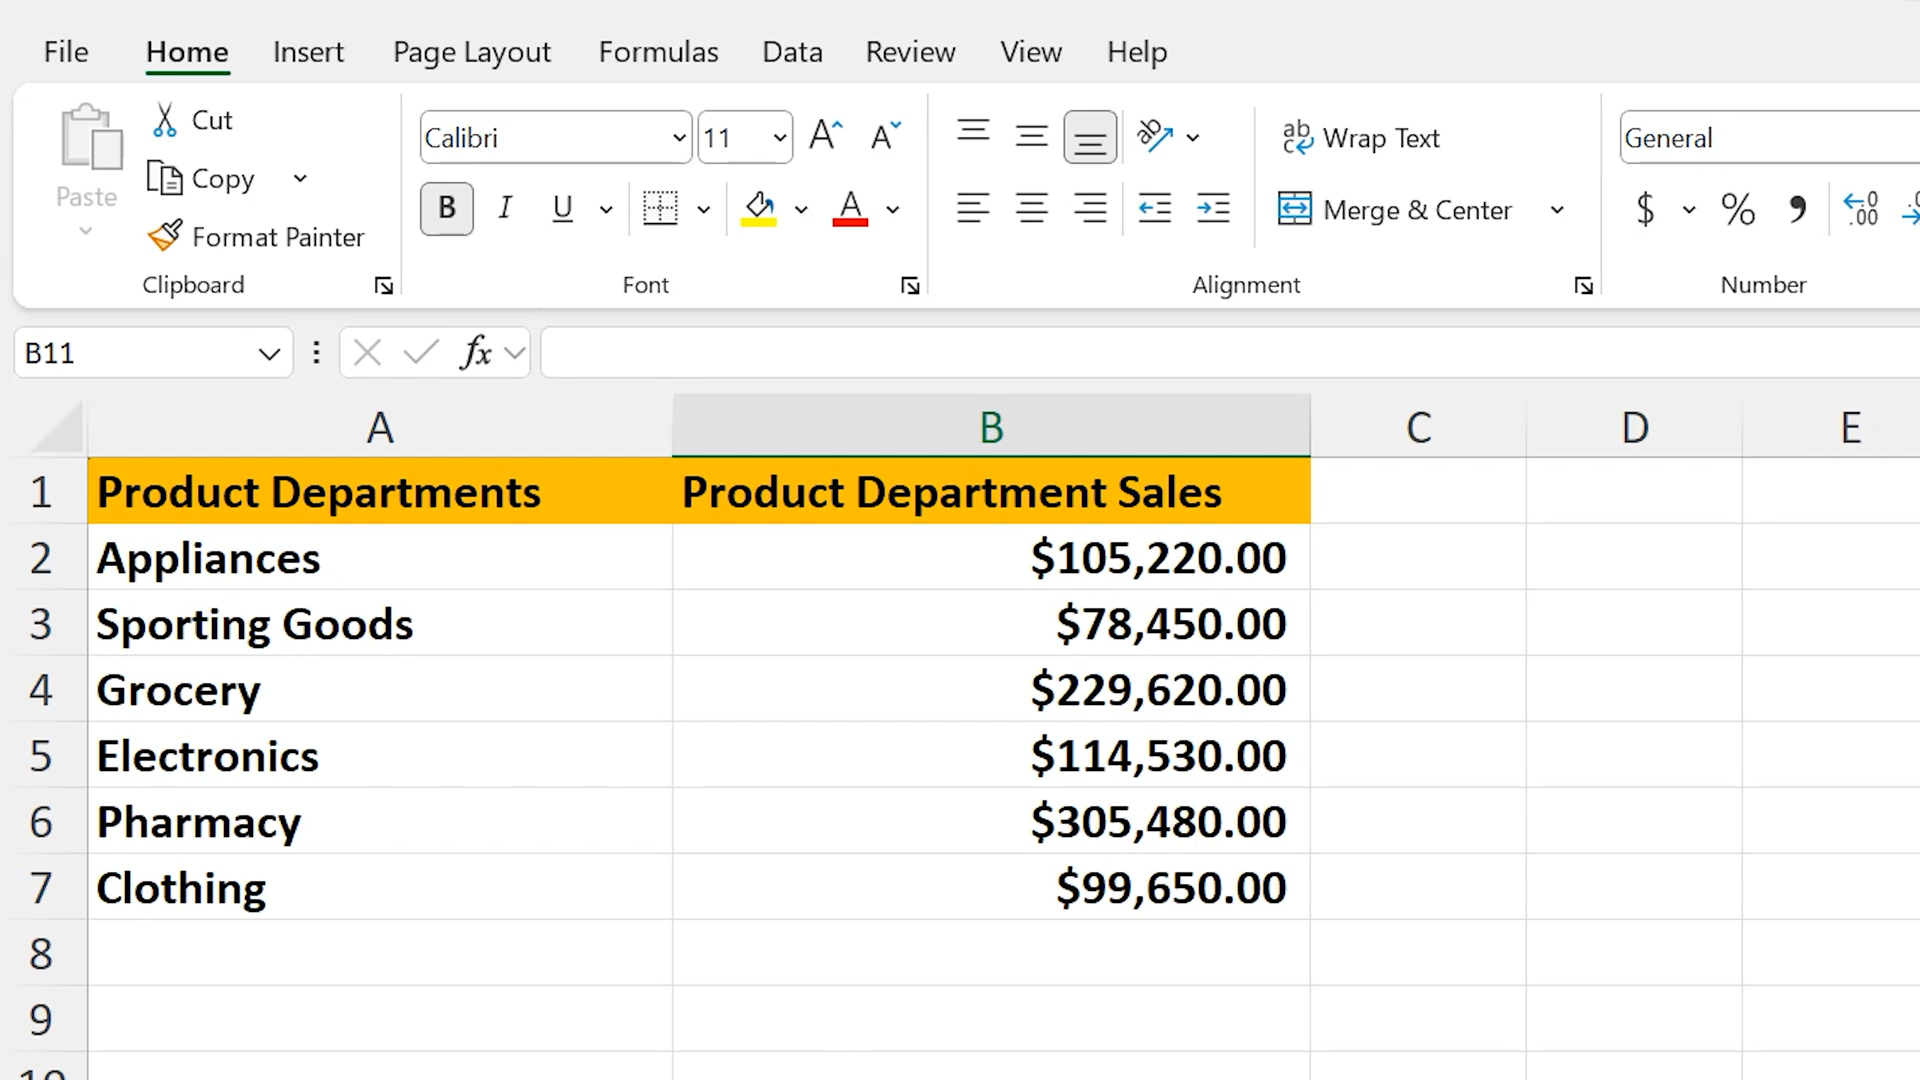 File Home Insert Page Layout Formulas Data Review View Help
Paste
Cut
Copy
Format Painter
Clipboard
Calibri 11
B I U
Font
Wrap Text
Merge & Center
Alignment
General
$ % ,
Number
B11
fx
A B C D E
1 Product Departments Product Department Sales
2 Appliances $105,220.00
3 Sporting Goods $78,450.00
4 Grocery $229,620.00
5 Electronics $114,530.00
6 Pharmacy $305,480.00
7 Clothing $99,650.00
8
9
10